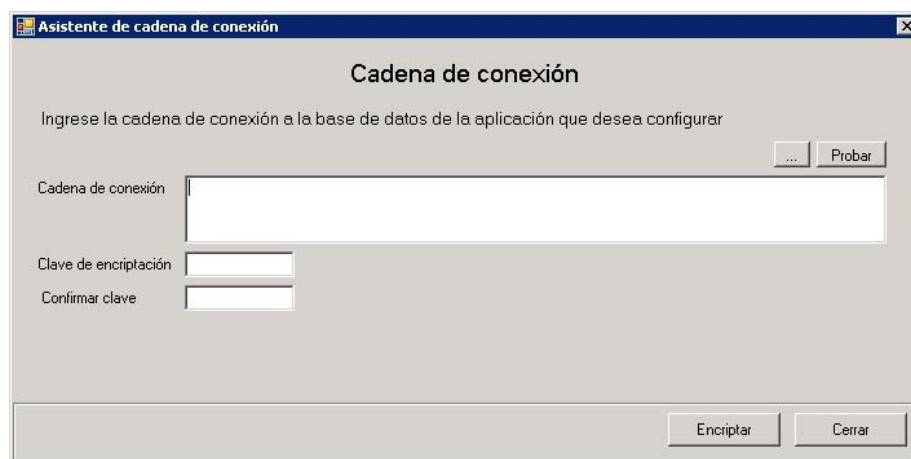 Asistente de cadena de conexión
Cadena de conexión
Ingrese la cadena de conexión a la base de datos de la aplicación que desea configurar
... Probar
Cadena de conexión
Clave de encriptación
Confirmar clave
Encriptar Cerrar